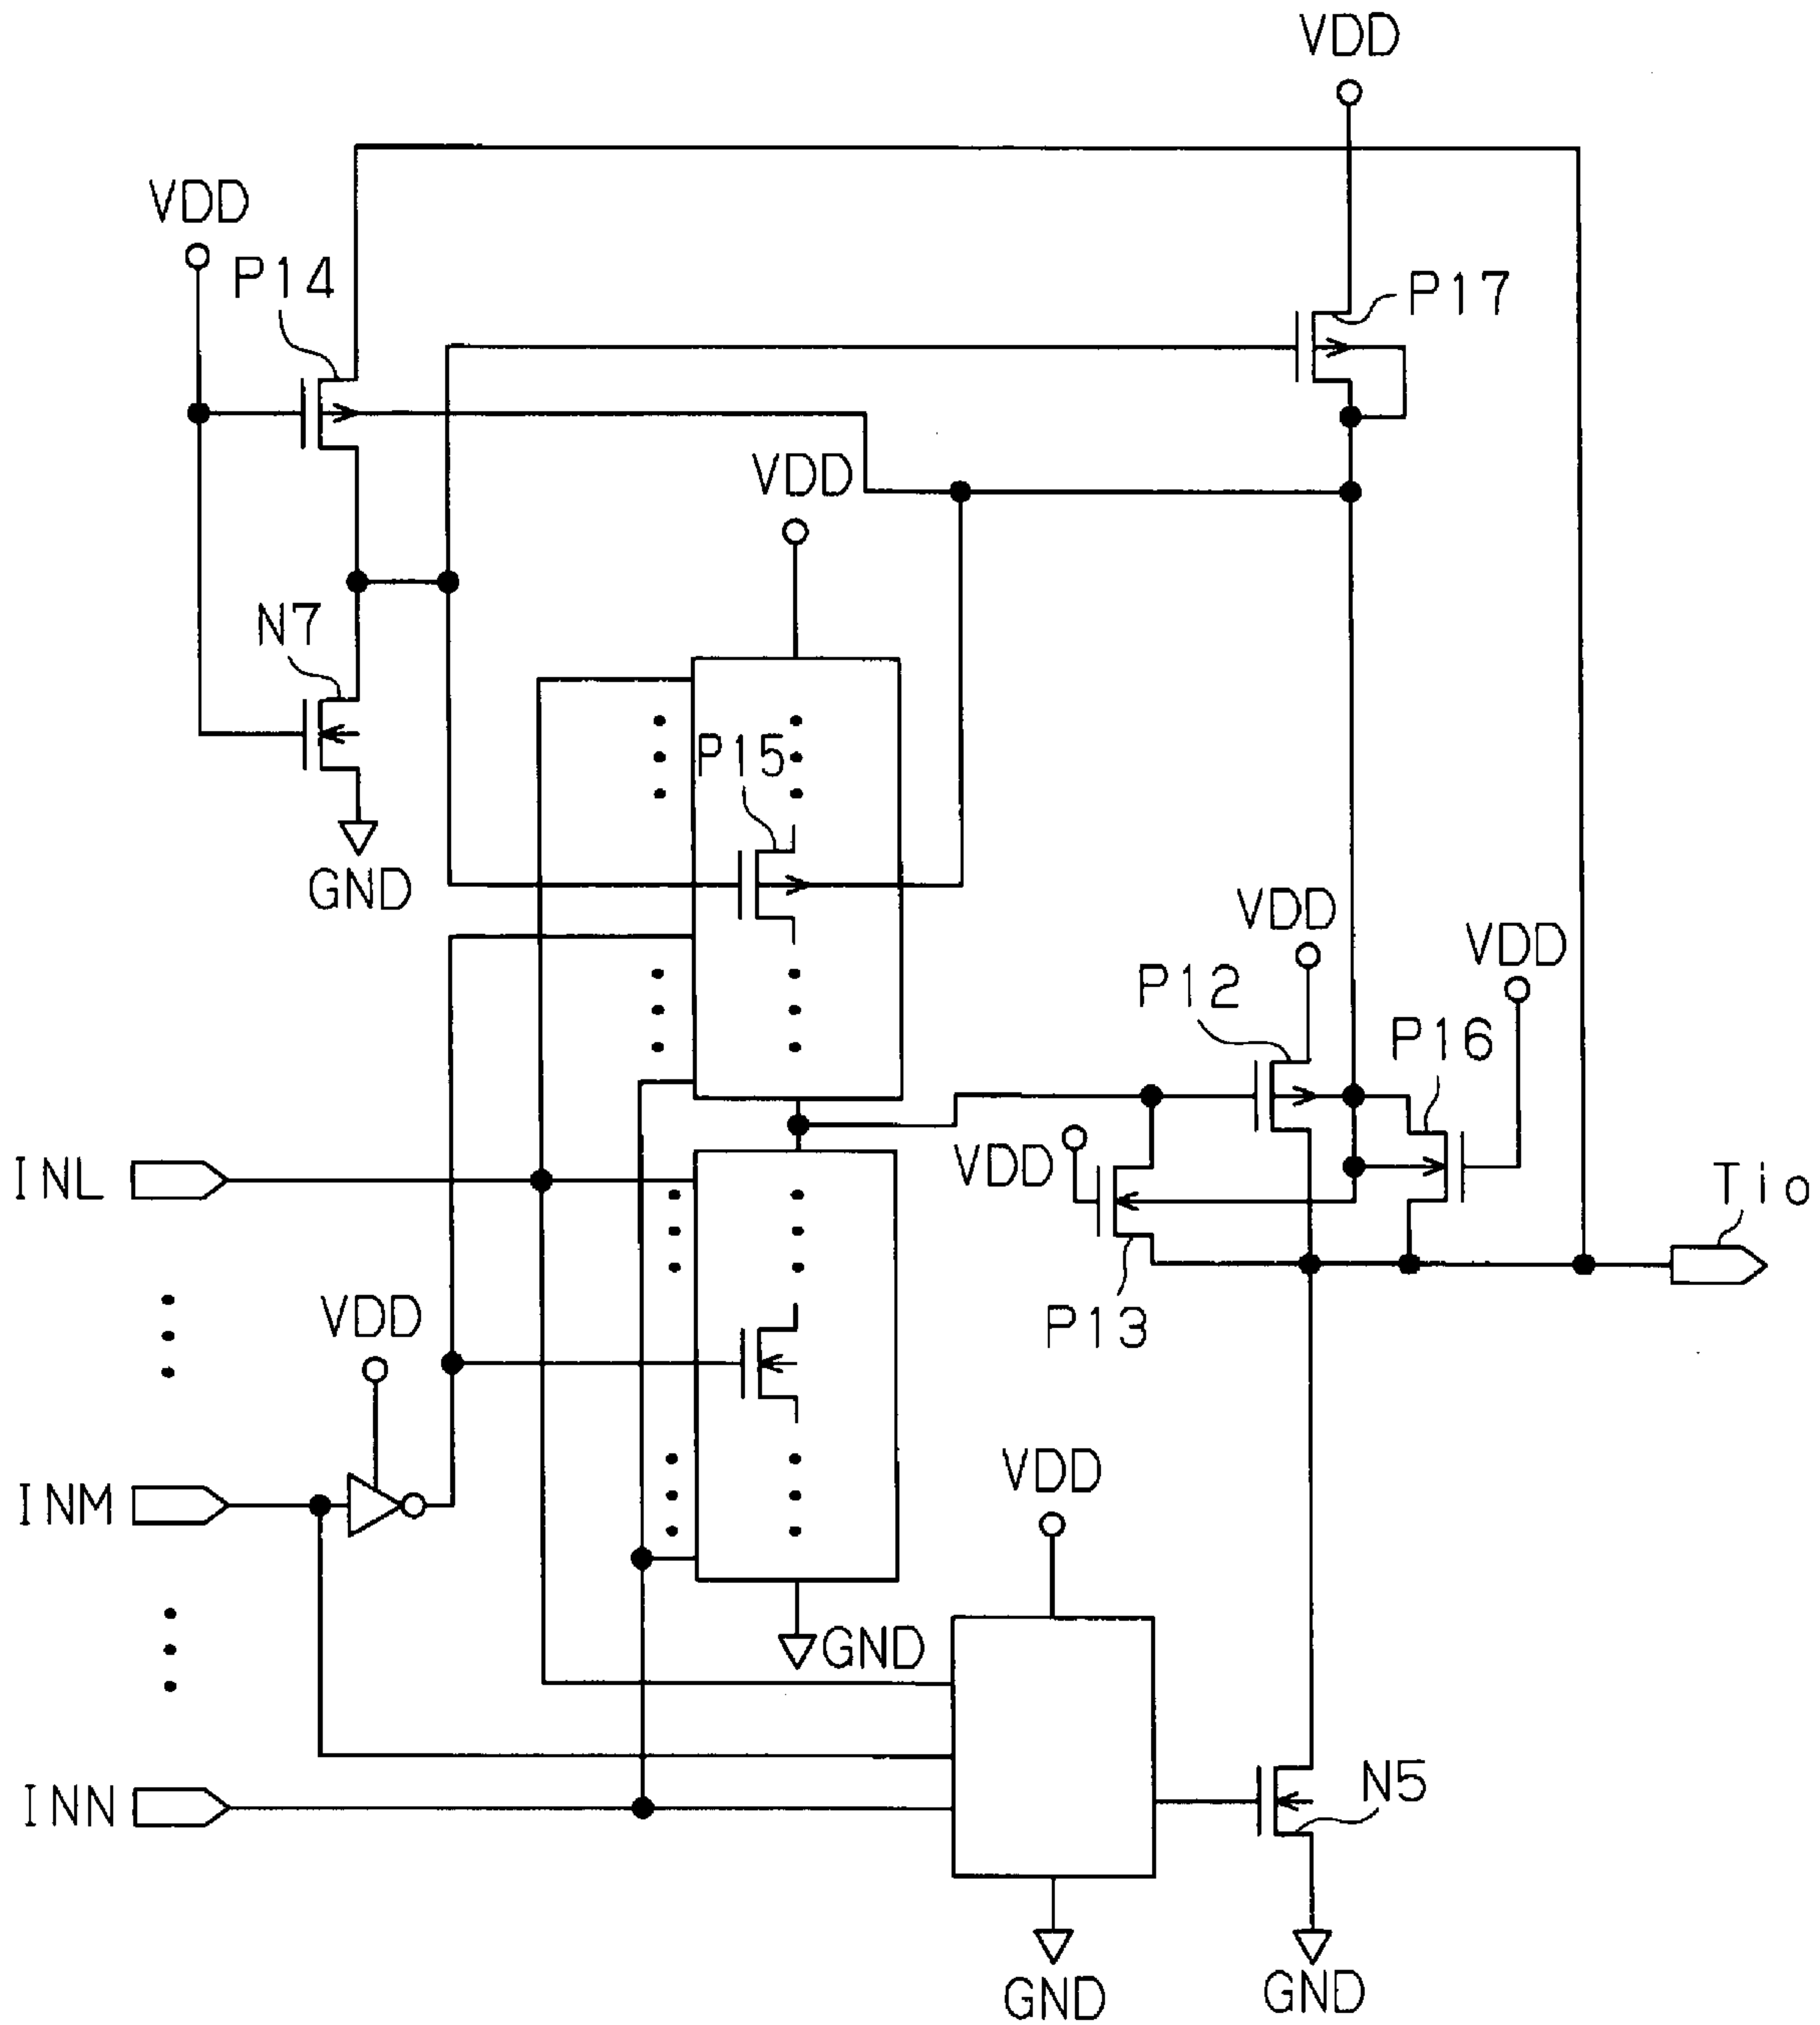 VDD
VDD
P14
P17
VDD
N7
P15
GND
VDD
VDD
P12
P16
INL
VDD
Tio
VDD
P13
INM
VDD
GND
INN
N5
GND
GND